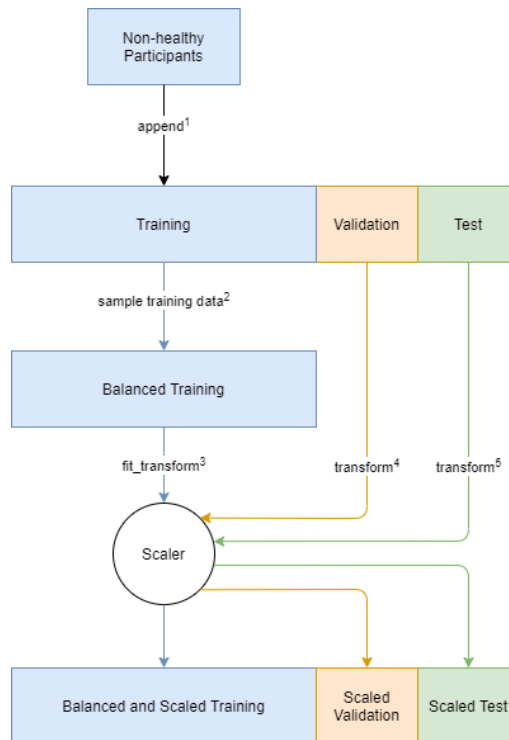 Non-healthy
Participants
append¹
Training
Validation
Test
sample training data²
Balanced Training
fit_transform³
transform⁴
transform⁵
Scaler
Balanced and Scaled Training
Scaled
Validation
Scaled Test